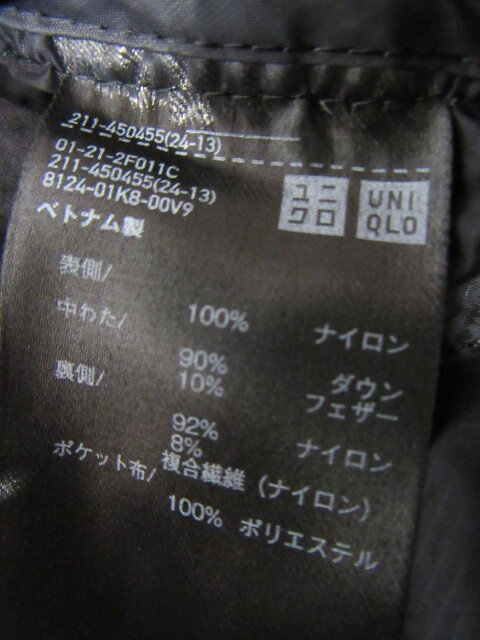 211-450455(24-13)
01-21-2F011C
211-450455(24-13)
8124-01K8-00V9
ユニ
クロ
UNI
QLO
ベトナム製
表側/
100% ナイロン
中わた/
90% ダウン
10% フェザー
裏側/
92% ナイロン
8%
複合繊維 (ナイロン)
ポケット布/
100% ポリエステル